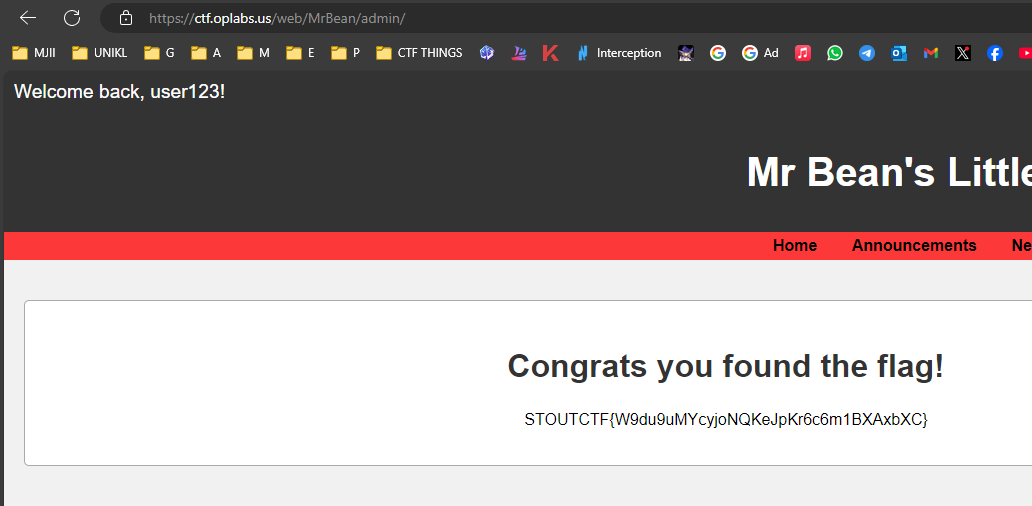 https://ctf.oplabs.us/web/MrBean/admin/
MJII UNIKL G A M E P CTF THINGS Interception Ad
Welcome back, user123!
Mr Bean's Little
Home Announcements Ne
Congrats you found the flag!
STOUTCTF{W9du9uMYcyjoNQKeJpKr6c6m1BXAxbXC}